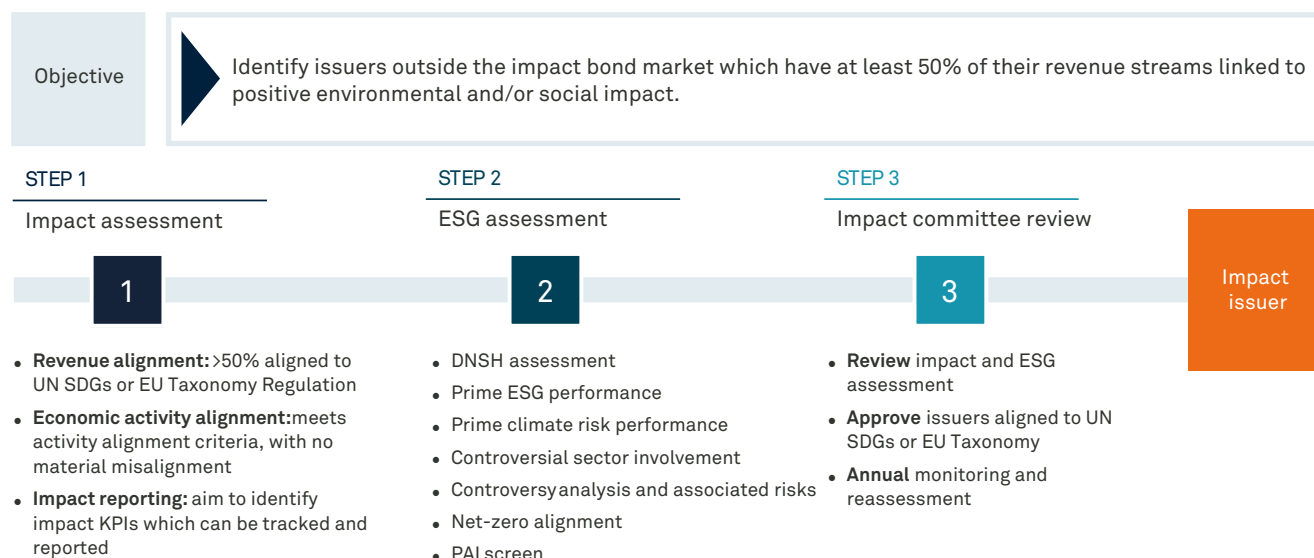 Objective
Identify issuers outside the impact bond market which have at least 50% of their revenue streams linked to
positive environmental and/or social impact.
STEP 1
Impact assessment
STEP 2
ESG assessment
STEP 3
Impact committee review
1
2
3
Impact
issuer
• Revenue alignment: >50% aligned to
UN SDGs or EU Taxonomy Regulation
• Economic activity alignment:meets
activity alignment criteria, with no
material misalignment
• Impact reporting: aim to identify
impact KPIs which can be tracked and
reported
• DNSH assessment
• Prime ESG performance
• Prime climate risk performance
• Controversial sector involvement
• Controversy analysis and associated risks
• Net-zero alignment
• PAI screen
• Review impact and ESG
assessment
• Approve issuers aligned to UN
SDGs or EU Taxonomy
• Annual monitoring and
reassessment